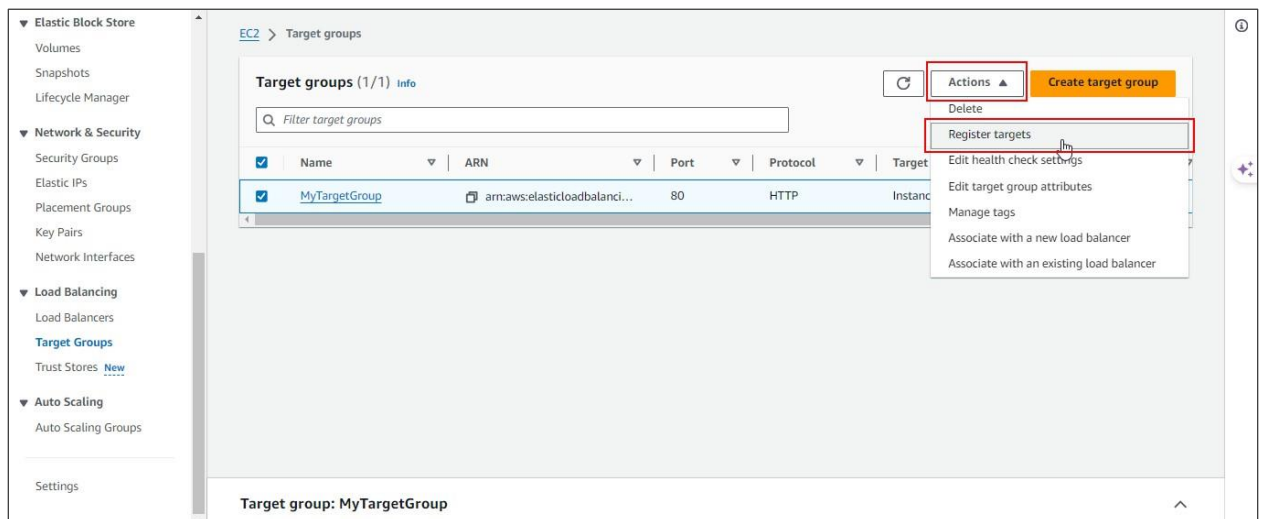 Elastic Block Store
Volumes
Snapshots
Lifecycle Manager
Network & Security
Security Groups
Elastic IPs
Placement Groups
Key Pairs
Network Interfaces
Load Balancing
Load Balancers
Target Groups
Trust Stores New
Auto Scaling
Auto Scaling Groups
Settings
EC2 > Target groups
Target groups (1/1) Info
Actions
Create target group
Filter target groups
Delete
Register targets
Edit health check settings
Edit target group attributes
Manage tags
Associate with a new load balancer
Associate with an existing load balancer
Name ARN Port Protocol Target
MyTargetGroup arn:aws:elasticloadbalanci... 80 HTTP Instanc
Target group: MyTargetGroup